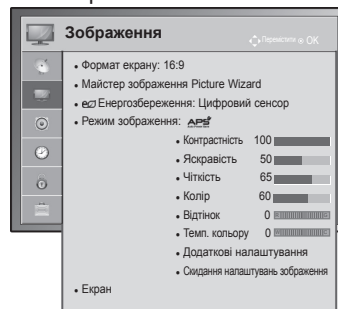 Зображення
Перемістити OK
• Формат екрану: 16:9
• Майстер зображення Picture Wizard
• Енергозбереження: Цифровий сенсор
• Режим зображення: APS
• Контрастність 100
• Яскравість 50
• Чіткість 65
• Колір 60
• Відтінок 0
• Темп. кольору 0
• Додаткові налаштування
• Скидання налаштувань зображення
• Екран